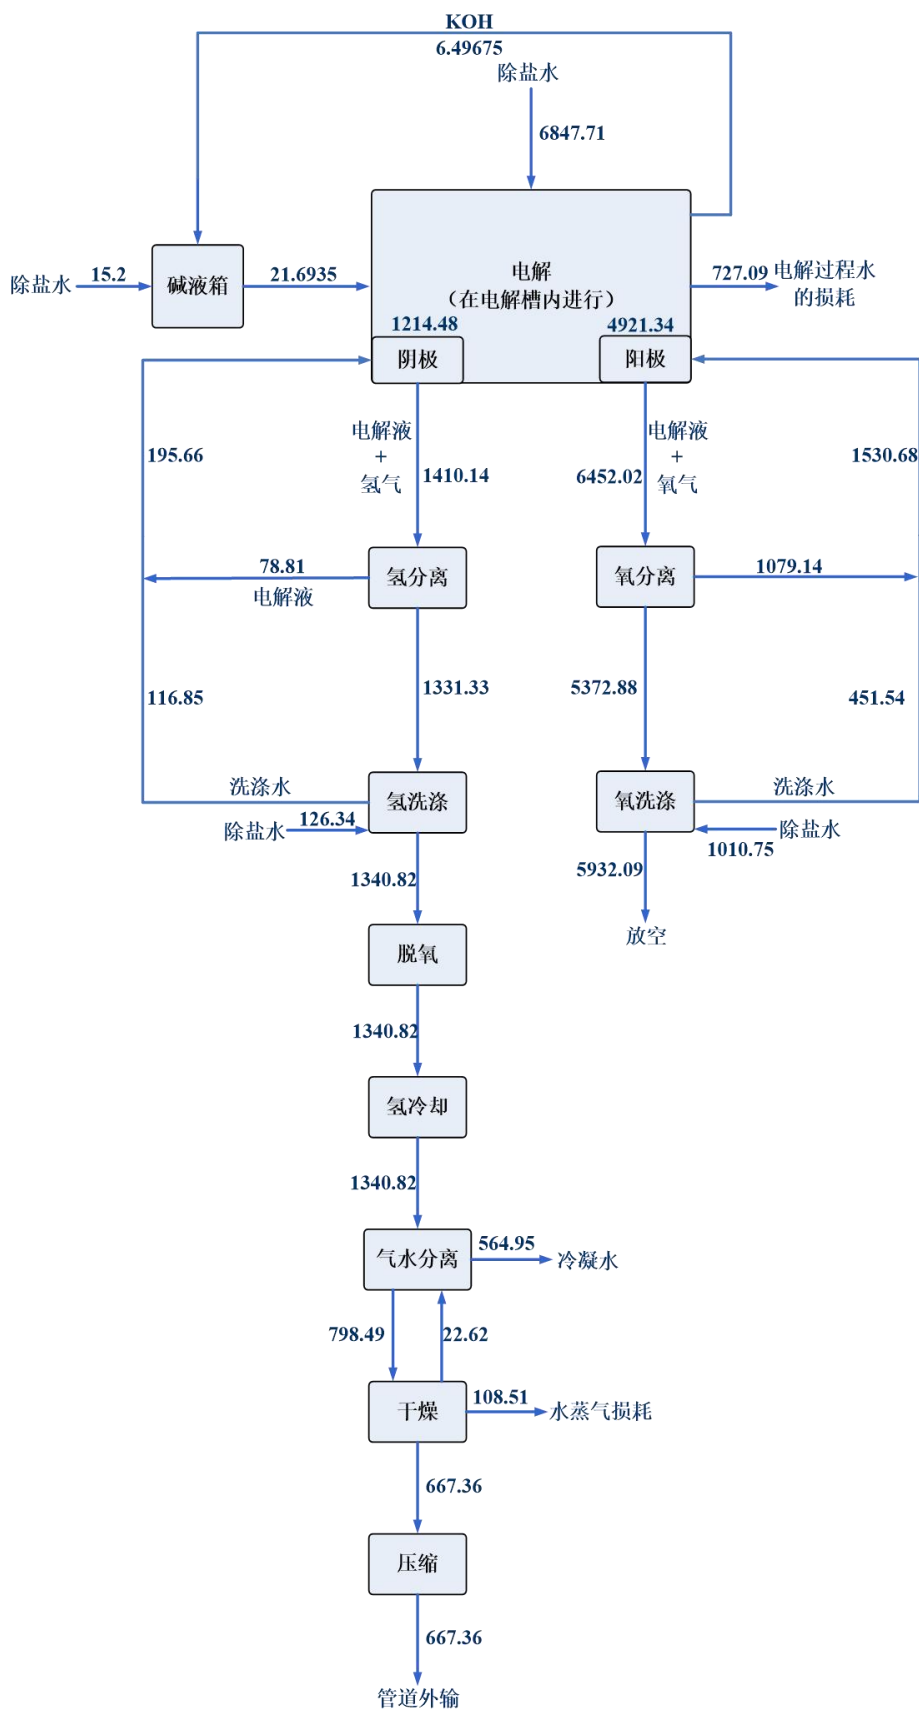 KOH
6.49675
除盐水
6847.71
除盐水
15.2
碱液箱
21.6935
电解
（在电解槽内进行）
727.09
电解过程水
的损耗
1214.48
4921.34
阴极
阳极
195.66
电解液
+
氢气
1410.14
6452.02
电解液
+
氧气
1530.68
78.81
电解液
氢分离
氧分离
1079.14
116.85
1331.33
5372.88
451.54
洗涤水
氢洗涤
氧洗涤
洗涤水
除盐水
126.34
除盐水
1010.75
1340.82
5932.09
放空
脱氧
1340.82
氢冷却
1340.82
气水分离
564.95
冷凝水
798.49
22.62
干燥
108.51
水蒸气损耗
667.36
压缩
667.36
管道外输